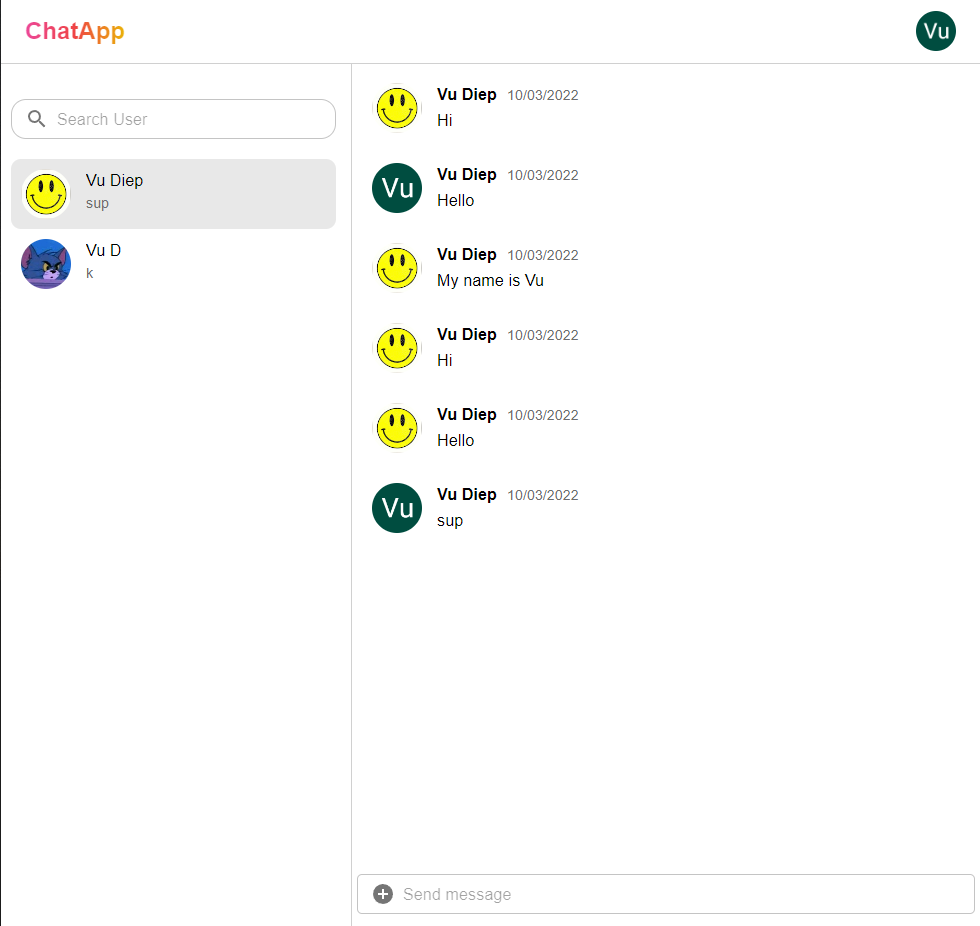 ChatApp
Vu
Search User
Vu Diep
sup
Vu D
k
Vu Diep 10/03/2022
Hi
Vu
Vu Diep 10/03/2022
Hello
Vu Diep 10/03/2022
My name is Vu
Vu Diep 10/03/2022
Hi
Vu Diep 10/03/2022
Hello
Vu
Vu Diep 10/03/2022
sup
Send message